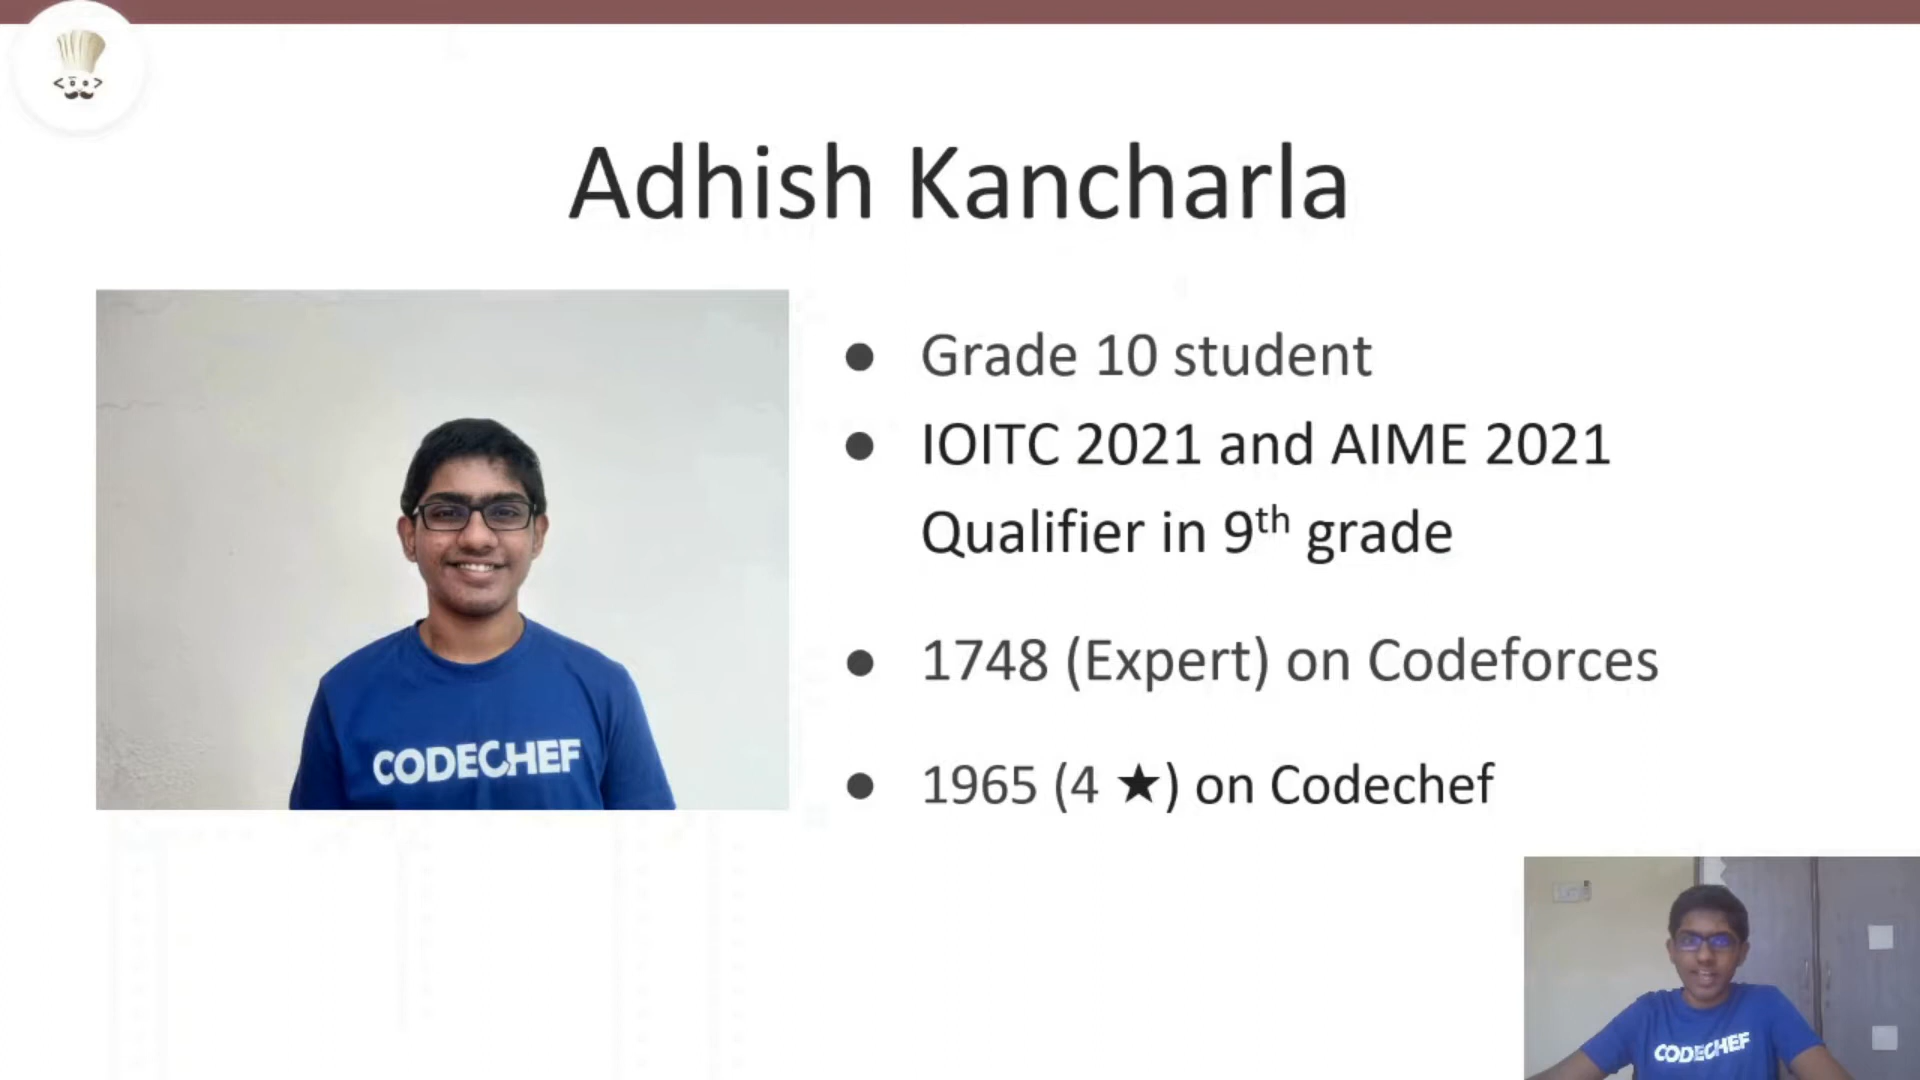 Adhish Kancharla
● Grade 10 student
● IOITC 2021 and AIME 2021
Qualifier in 9th grade
● 1748 (Expert) on Codeforces
● 1965 (4 ★) on Codechef
CODECHEF
CODECHEF